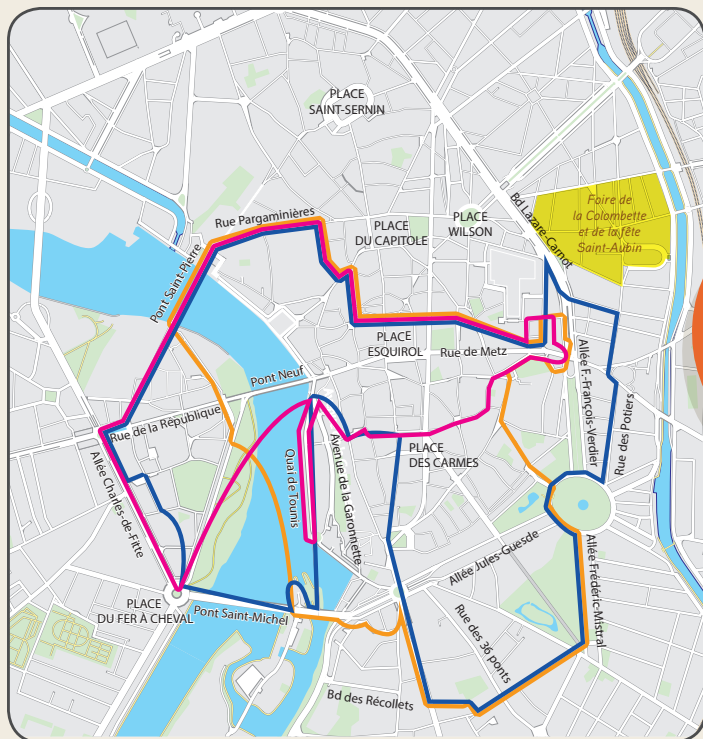 PLACE
SAINT-SERNIN
Rue Pargaminières
PLACE
DU CAPITOLE
PLACE
WILSON
Bd Lazare-Carnot
Foire de
la Colombette
et de la fête
Saint-Aubin
Pont Saint-Pierre
PLACE
ESQUIROL
Rue de Metz
Pont Neuf
Rue de la République
Allée F.-François-Verdier
Rue des Potiers
Allée Charles-de-Fitte
Quai de Tounis
Avenue de la Garonnette
PLACE
DES CARMES
Allée Jules-Guesde
Allée Frédéric-Mistral
PLACE
DU FER À CHEVAL
Pont Saint-Michel
Rue des 36 ponts
Bd des Récollets